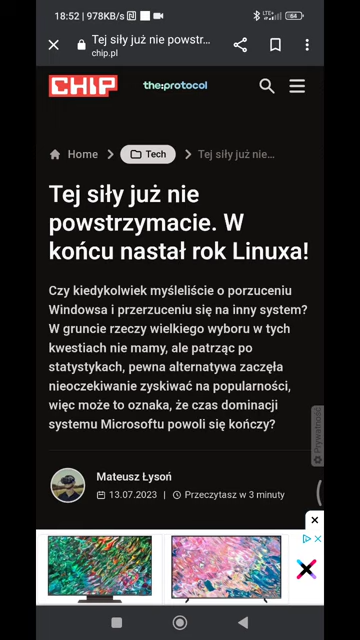 18:52 | 978KB/s
LTE+ 64
Tej siły już nie powstr...
chip.pl
CHIP
the:protocol
Home
Tech
Tej siły już nie...
Tej siły już nie
powstrzymacie. W
końcu nastał rok Linuxa!
Czy kiedykolwiek myśleliście o porzuceniu
Windowsa i przerzuceniu się na inny system?
W gruncie rzeczy wielkiego wyboru w tych
kwestiach nie mamy, ale patrząc po
statystykach, pewna alternatywa zaczęła
nieoczekiwanie zyskiwać na popularności,
więc może to oznaka, że czas dominacji
systemu Microsoftu powoli się kończy?
Prywatność
Mateusz Łysoń
13.07.2023 | Przeczytasz w 3 minuty